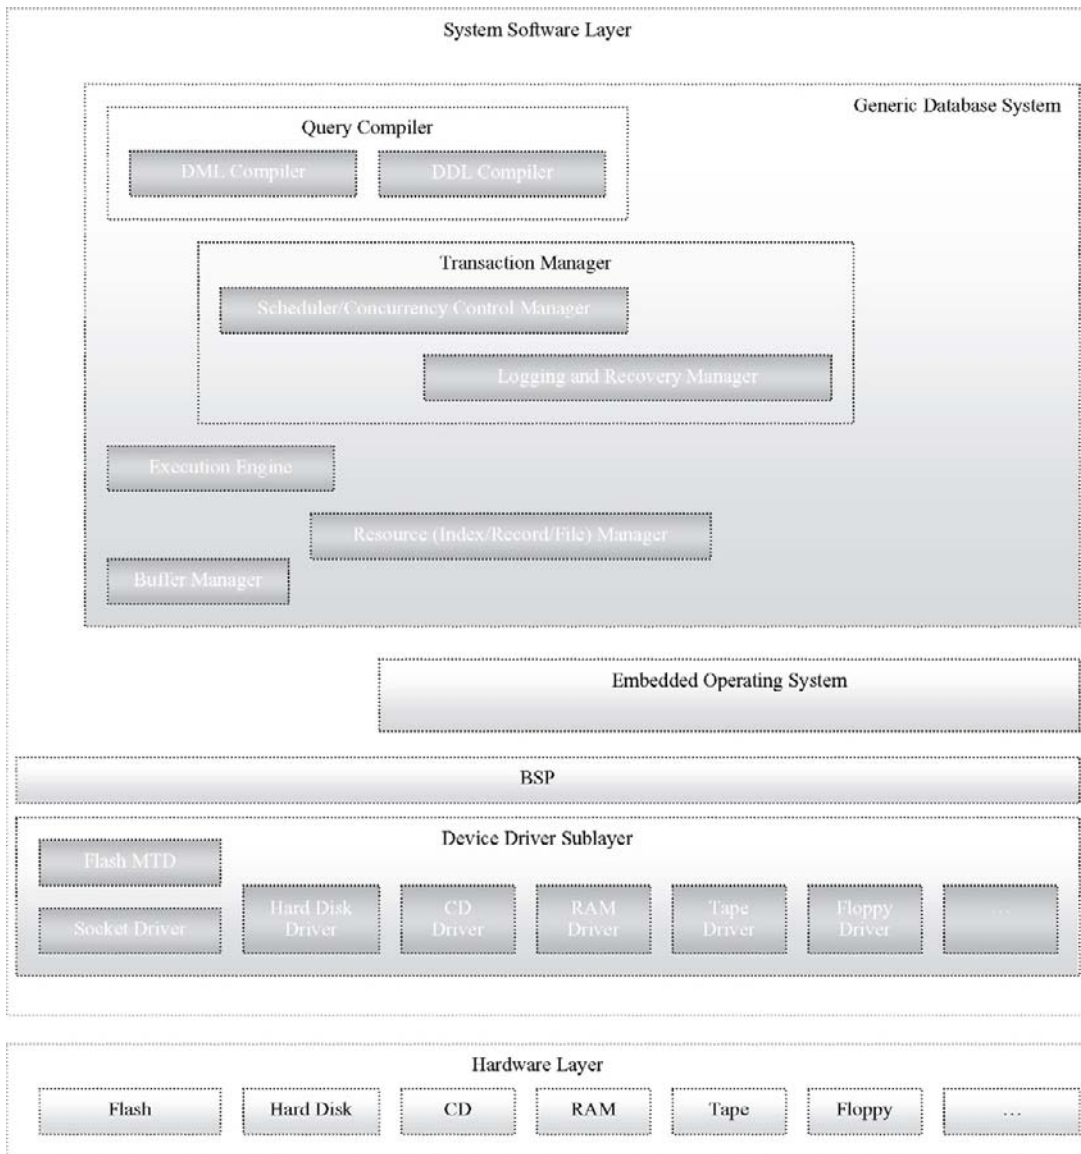 System Software Layer
Generic Database System
Query Compiler
DML Compiler
DDL Compiler
Transaction Manager
Scheduler/Concurrency Control Manager
Logging and Recovery Manager
Execution Engine
Resource (Index/Record/File) Manager
Buffer Manager
Embedded Operating System
BSP
Device Driver Sublayer
Flash MTD
Socket Driver
Hard Disk
Driver
CD
Driver
RAM
Driver
Tape
Driver
Floppy
Driver
…
Hardware Layer
Flash
Hard Disk
CD
RAM
Tape
Floppy
…